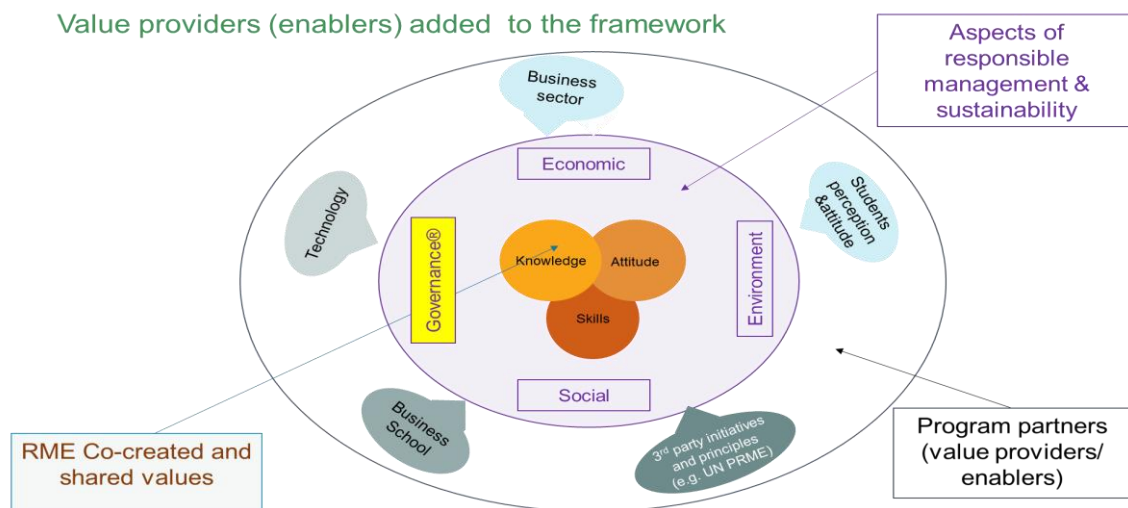 Value providers (enablers) added to the framework
Aspects of
responsible
management &
sustainability
Business
sector
Economic
Technology
Students
perception
&attitude
Governance®
Knowledge
Attitude
Environment
Skills
Social
Business
School
3rd party initiatives
and principles
(e.g. UN PRME)
RME Co-created and
shared values
Program partners
(value providers/
enablers)